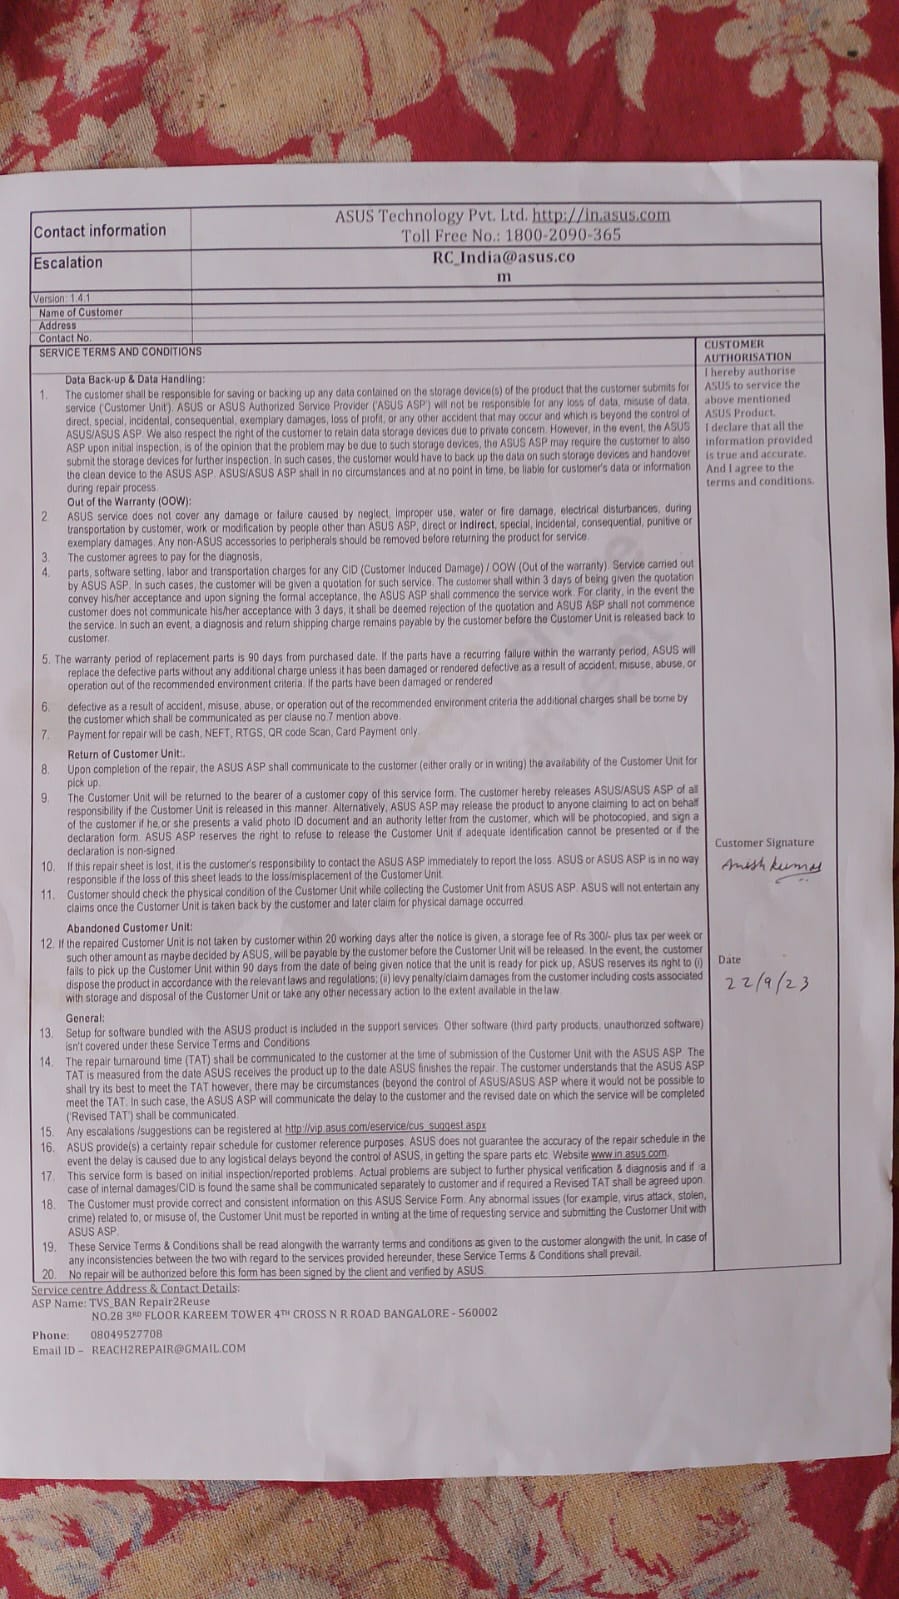 Contact information
ASUS Technology Pvt. Ltd. http://in.asus.com
Toll Free No.: 1800-2090-365
Escalation
RC_India@asus.co
m
Version: 1.4.1
Name of Customer
Address
Contact No.
SERVICE TERMS AND CONDITIONS
CUSTOMER
AUTHORISATION
I hereby authorise
ASUS to service the
above mentioned
ASUS Product.
I declare that all the
information provided
is true and accurate.
And I agree to the
terms and conditions.
Data Back-up & Data Handling:
1. The customer shall be responsible for saving or backing up any data contained on the storage device(s) of the product that the customer submits for
service ('Customer Unit'). ASUS or ASUS Authorized Service Provider ('ASUS ASP') will not be responsible for any loss of data, misuse of data,
direct, special, incidental, consequential, exemplary damages, loss of profit, or any other accident that may occur and which is beyond the control of
ASUS/ASUS ASP. We also respect the right of the customer to retain data storage devices due to private concern. However, in the event, the ASUS
ASP upon initial inspection, is of the opinion that the problem may be due to such storage devices, the ASUS ASP may require the customer to also
submit the storage devices for further inspection. In such cases, the customer would have to back up the data on such storage devices and handover
the clean device to the ASUS ASP. ASUS/ASUS ASP shall in no circumstances and at no point in time, be liable for customer's data or information
during repair process.
Out of the Warranty (OOW):
2. ASUS service does not cover any damage or failure caused by neglect, improper use, water or fire damage, electrical disturbances, during
transportation by customer, work or modification by people other than ASUS ASP, direct or indirect, special, incidental, consequential, punitive or
exemplary damages. Any non-ASUS accessories to peripherals should be removed before returning the product for service.
3. The customer agrees to pay for the diagnosis,
4. parts, software setting, labor and transportation charges for any CID (Customer Induced Damage) / OOW (Out of the warranty). Service carried out
by ASUS ASP. In such cases, the customer will be given a quotation for such service. The customer shall within 3 days of being given the quotation
convey his/her acceptance and upon signing the formal acceptance, the ASUS ASP shall commence the service work. For clarity, in the event the
customer does not communicate his/her acceptance with 3 days, it shall be deemed rejection of the quotation and ASUS ASP shall not commence
the service. In such an event, a diagnosis and return shipping charge remains payable by the customer before the Customer Unit is released back to
customer.
5. The warranty period of replacement parts is 90 days from purchased date. If the parts have a recurring failure within the warranty period, ASUS will
replace the defective parts without any additional charge unless it has been damaged or rendered defective as a result of accident, misuse, abuse, or
operation out of the recommended environment criteria. If the parts have been damaged or rendered
6. defective as a result of accident, misuse, abuse, or operation out of the recommended environment criteria the additional charges shall be borne by
the customer which shall be communicated as per clause no.7 mention above.
7. Payment for repair will be cash, NEFT, RTGS, QR code Scan, Card Payment only.
Return of Customer Unit:.
8. Upon completion of the repair, the ASUS ASP shall communicate to the customer (either orally or in writing) the availability of the Customer Unit for
pick up.
9. The Customer Unit will be returned to the bearer of a customer copy of this service form. The customer hereby releases ASUS/ASUS ASP of all
responsibility if the Customer Unit is released in this manner. Alternatively, ASUS ASP may release the product to anyone claiming to act on behalf
of the customer if he or she presents a valid photo ID document and an authority letter from the customer, which will be photocopied, and sign a
declaration form. ASUS ASP reserves the right to refuse to release the Customer Unit if adequate identification cannot be presented or if the
declaration is non-signed.
10. If this repair sheet is lost, it is the customer's responsibility to contact the ASUS ASP immediately to report the loss. ASUS or ASUS ASP is in no way
responsible if the loss of this sheet leads to the loss/misplacement of the Customer Unit.
11. Customer should check the physical condition of the Customer Unit while collecting the Customer Unit from ASUS ASP. ASUS will not entertain any
claims once the Customer Unit is taken back by the customer and later claim for physical damage occurred.
Customer Signature
Abandoned Customer Unit:
12. If the repaired Customer Unit is not taken by customer within 20 working days after the notice is given, a storage fee of Rs 300/- plus tax per week or
such other amount as maybe decided by ASUS, will be payable by the customer before the Customer Unit will be released. In the event, the customer
fails to pick up the Customer Unit within 90 days from the date of being given notice that the unit is ready for pick up, ASUS reserves its right to (i)
dispose the product in accordance with the relevant laws and regulations; (ii) levy penalty/claim damages from the customer including costs associated
with storage and disposal of the Customer Unit or take any other necessary action to the extent available in the law.
Date
22/9/23
General:
13. Setup for software bundled with the ASUS product is included in the support services. Other software (third party products, unauthorized software)
isn't covered under these Service Terms and Conditions
14. The repair turnaround time (TAT) shall be communicated to the customer at the time of submission of the Customer Unit with the ASUS ASP. The
TAT is measured from the date ASUS receives the product up to the date ASUS finishes the repair. The customer understands that the ASUS ASP
shall try its best to meet the TAT however, there may be circumstances (beyond the control of ASUS/ASUS ASP where it would not be possible to
meet the TAT. In such case, the ASUS ASP will communicate the delay to the customer and the revised date on which the service will be completed
('Revised TAT') shall be communicated.
15. Any escalations /suggestions can be registered at http://vip.asus.com/eservice/cus_suggest.aspx
16. ASUS provide(s) a certainty repair schedule for customer reference purposes. ASUS does not guarantee the accuracy of the repair schedule in the
event the delay is caused due to any logistical delays beyond the control of ASUS, in getting the spare parts etc. Website www.in.asus.com.
17. This service form is based on initial inspection/reported problems. Actual problems are subject to further physical verification & diagnosis and if a
case of internal damages/CID is found the same shall be communicated separately to customer and if required a Revised TAT shall be agreed upon.
18. The Customer must provide correct and consistent information on this ASUS Service Form. Any abnormal issues (for example, virus attack, stolen,
crime) related to, or misuse of, the Customer Unit must be reported in writing at the time of requesting service and submitting the Customer Unit with
ASUS ASP.
19. These Service Terms & Conditions shall be read alongwith the warranty terms and conditions as given to the customer alongwith the unit. In case of
any inconsistencies between the two with regard to the services provided hereunder, these Service Terms & Conditions shall prevail.
20. No repair will be authorized before this form has been signed by the client and verified by ASUS.
Service centre Address & Contact Details:
ASP Name: TVS_BAN Repair2Reuse
NO.28 3RD FLOOR KAREEM TOWER 4TH CROSS N R ROAD BANGALORE - 560002
Phone: 08049527708
Email ID – REACH2REPAIR@GMAIL.COM